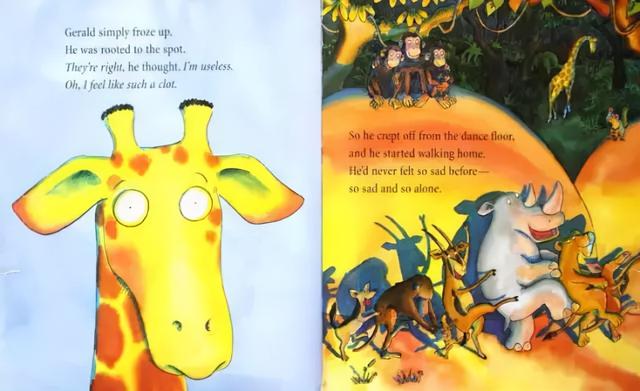 Gerald simply froze up.
He was rooted to the spot.
They're right, he thought. I'm useless.
Oh, I feel like such a clot.
So he crept off from the dance floor,
and he started walking home.
He'd never felt so sad before—
so sad and so alone.